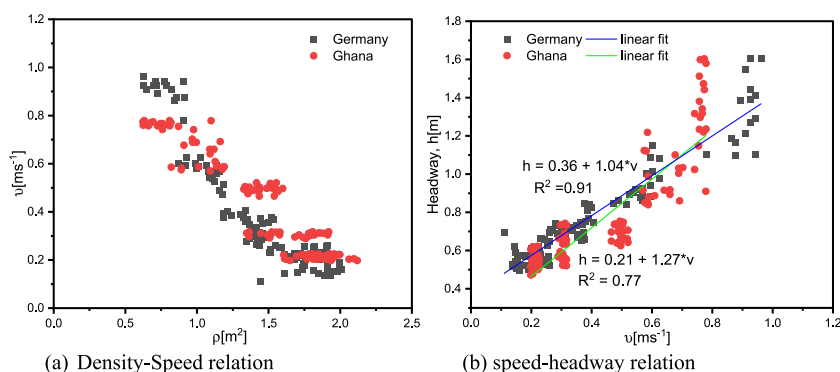 Germany
Ghana
υ[ms⁻¹]
1.2
1.0
0.8
0.6
0.4
0.2
0.0
0.0 0.5 1.0 1.5 2.0 2.5
ρ[m²]
(a) Density-Speed relation
Germany linear fit
Ghana linear fit
Headway, h[m]
1.8
1.6
1.4
1.2
1.0
0.8
0.6
0.4
h = 0.36 + 1.04*v
R² =0.91
h = 0.21 + 1.27*v
R² = 0.77
0.0 0.2 0.4 0.6 0.8 1.0 1.2
υ[ms⁻¹]
(b) speed-headway relation